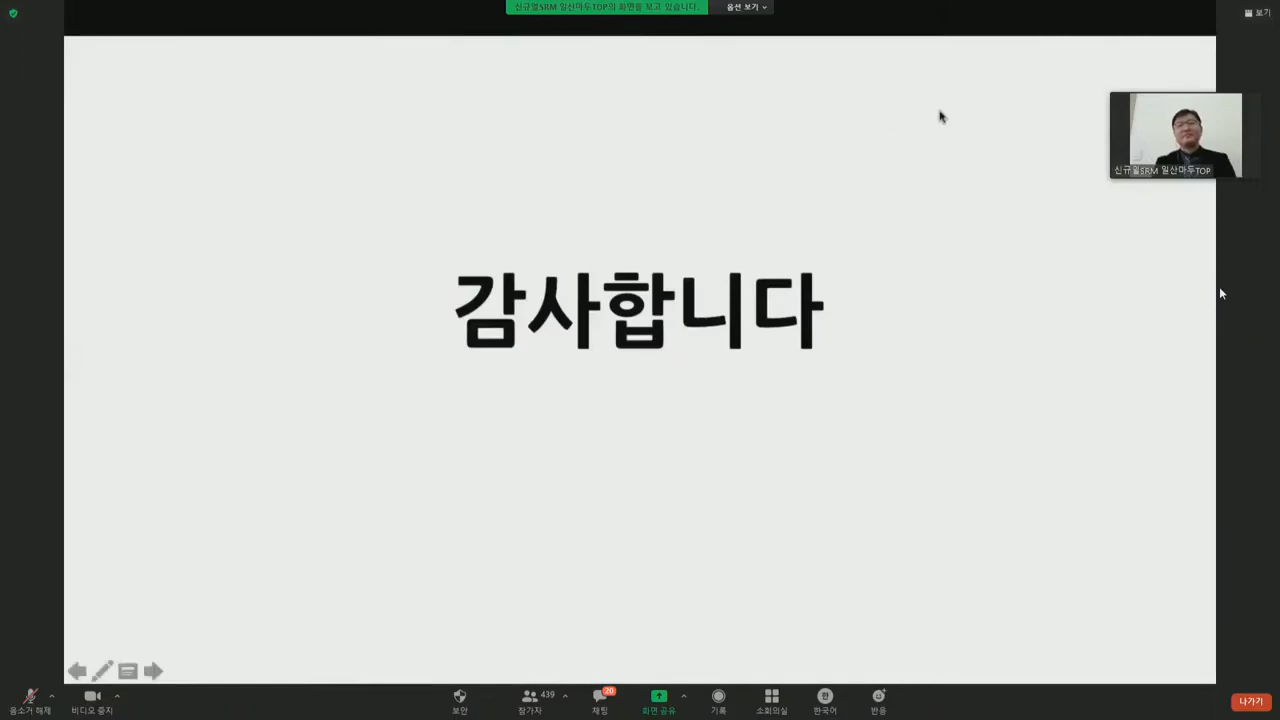 신규열SRM 일산마두TOP의 화면을 보고 있습니다.
옵션 보기
보기
신규열SRM 일산마두TOP
감사합니다
음소거 해제
비디오 중지
보안
439
참가자
20
채팅
화면 공유
기록
소회의실
한
한국어
반응
나가기